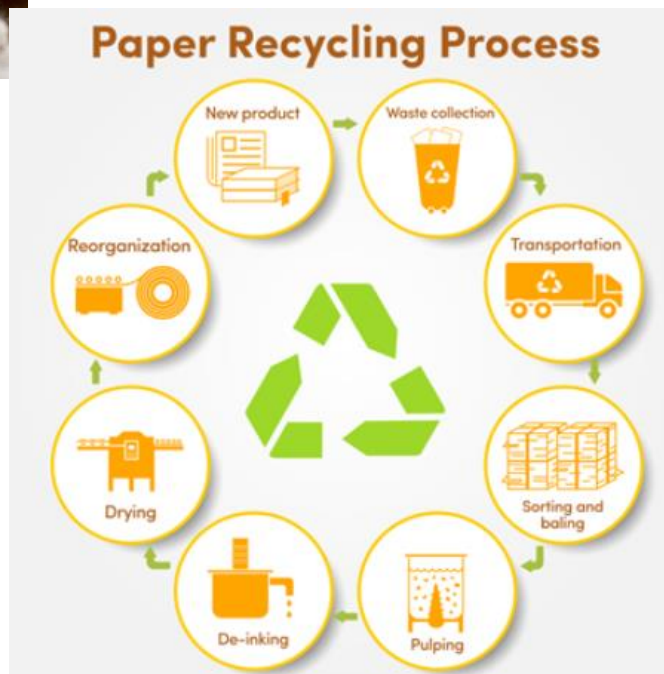 Paper Recycling Process
New product
Waste collection
Transportation
Sorting and
baling
Pulping
De-inking
Drying
Reorganization